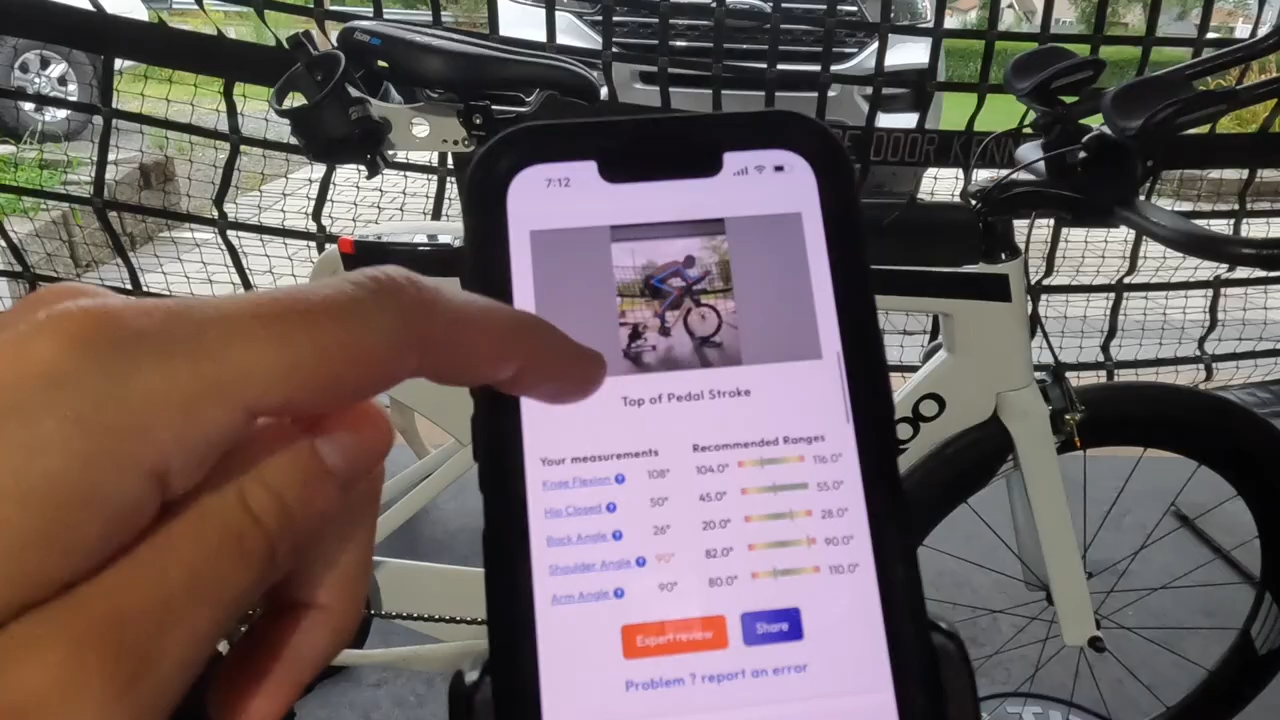 7:12
DOOR KENN
Top of Pedal Stroke
Your measurements Recommended Ranges
Knee Flexion ? 108° 104.0° 116.0°
Hip Closed ? 50° 45.0° 55.0°
Back Angle ? 26° 20.0° 28.0°
Shoulder Angle ? 90° 82.0° 90.0°
Arm Angle ? 90° 80.0° 110.0°
Expert review Share
Problem ? report an error